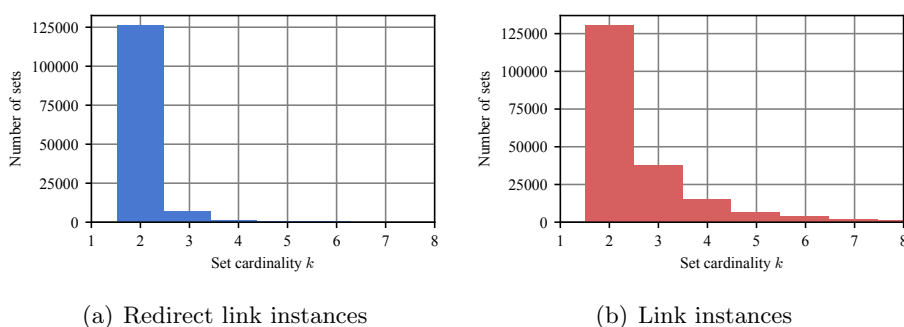 125000
100000
75000
50000
25000
0
Number of sets
1 2 3 4 5 6 7 8
Set cardinality k
(a) Redirect link instances
125000
100000
75000
50000
25000
0
Number of sets
1 2 3 4 5 6 7 8
Set cardinality k
(b) Link instances